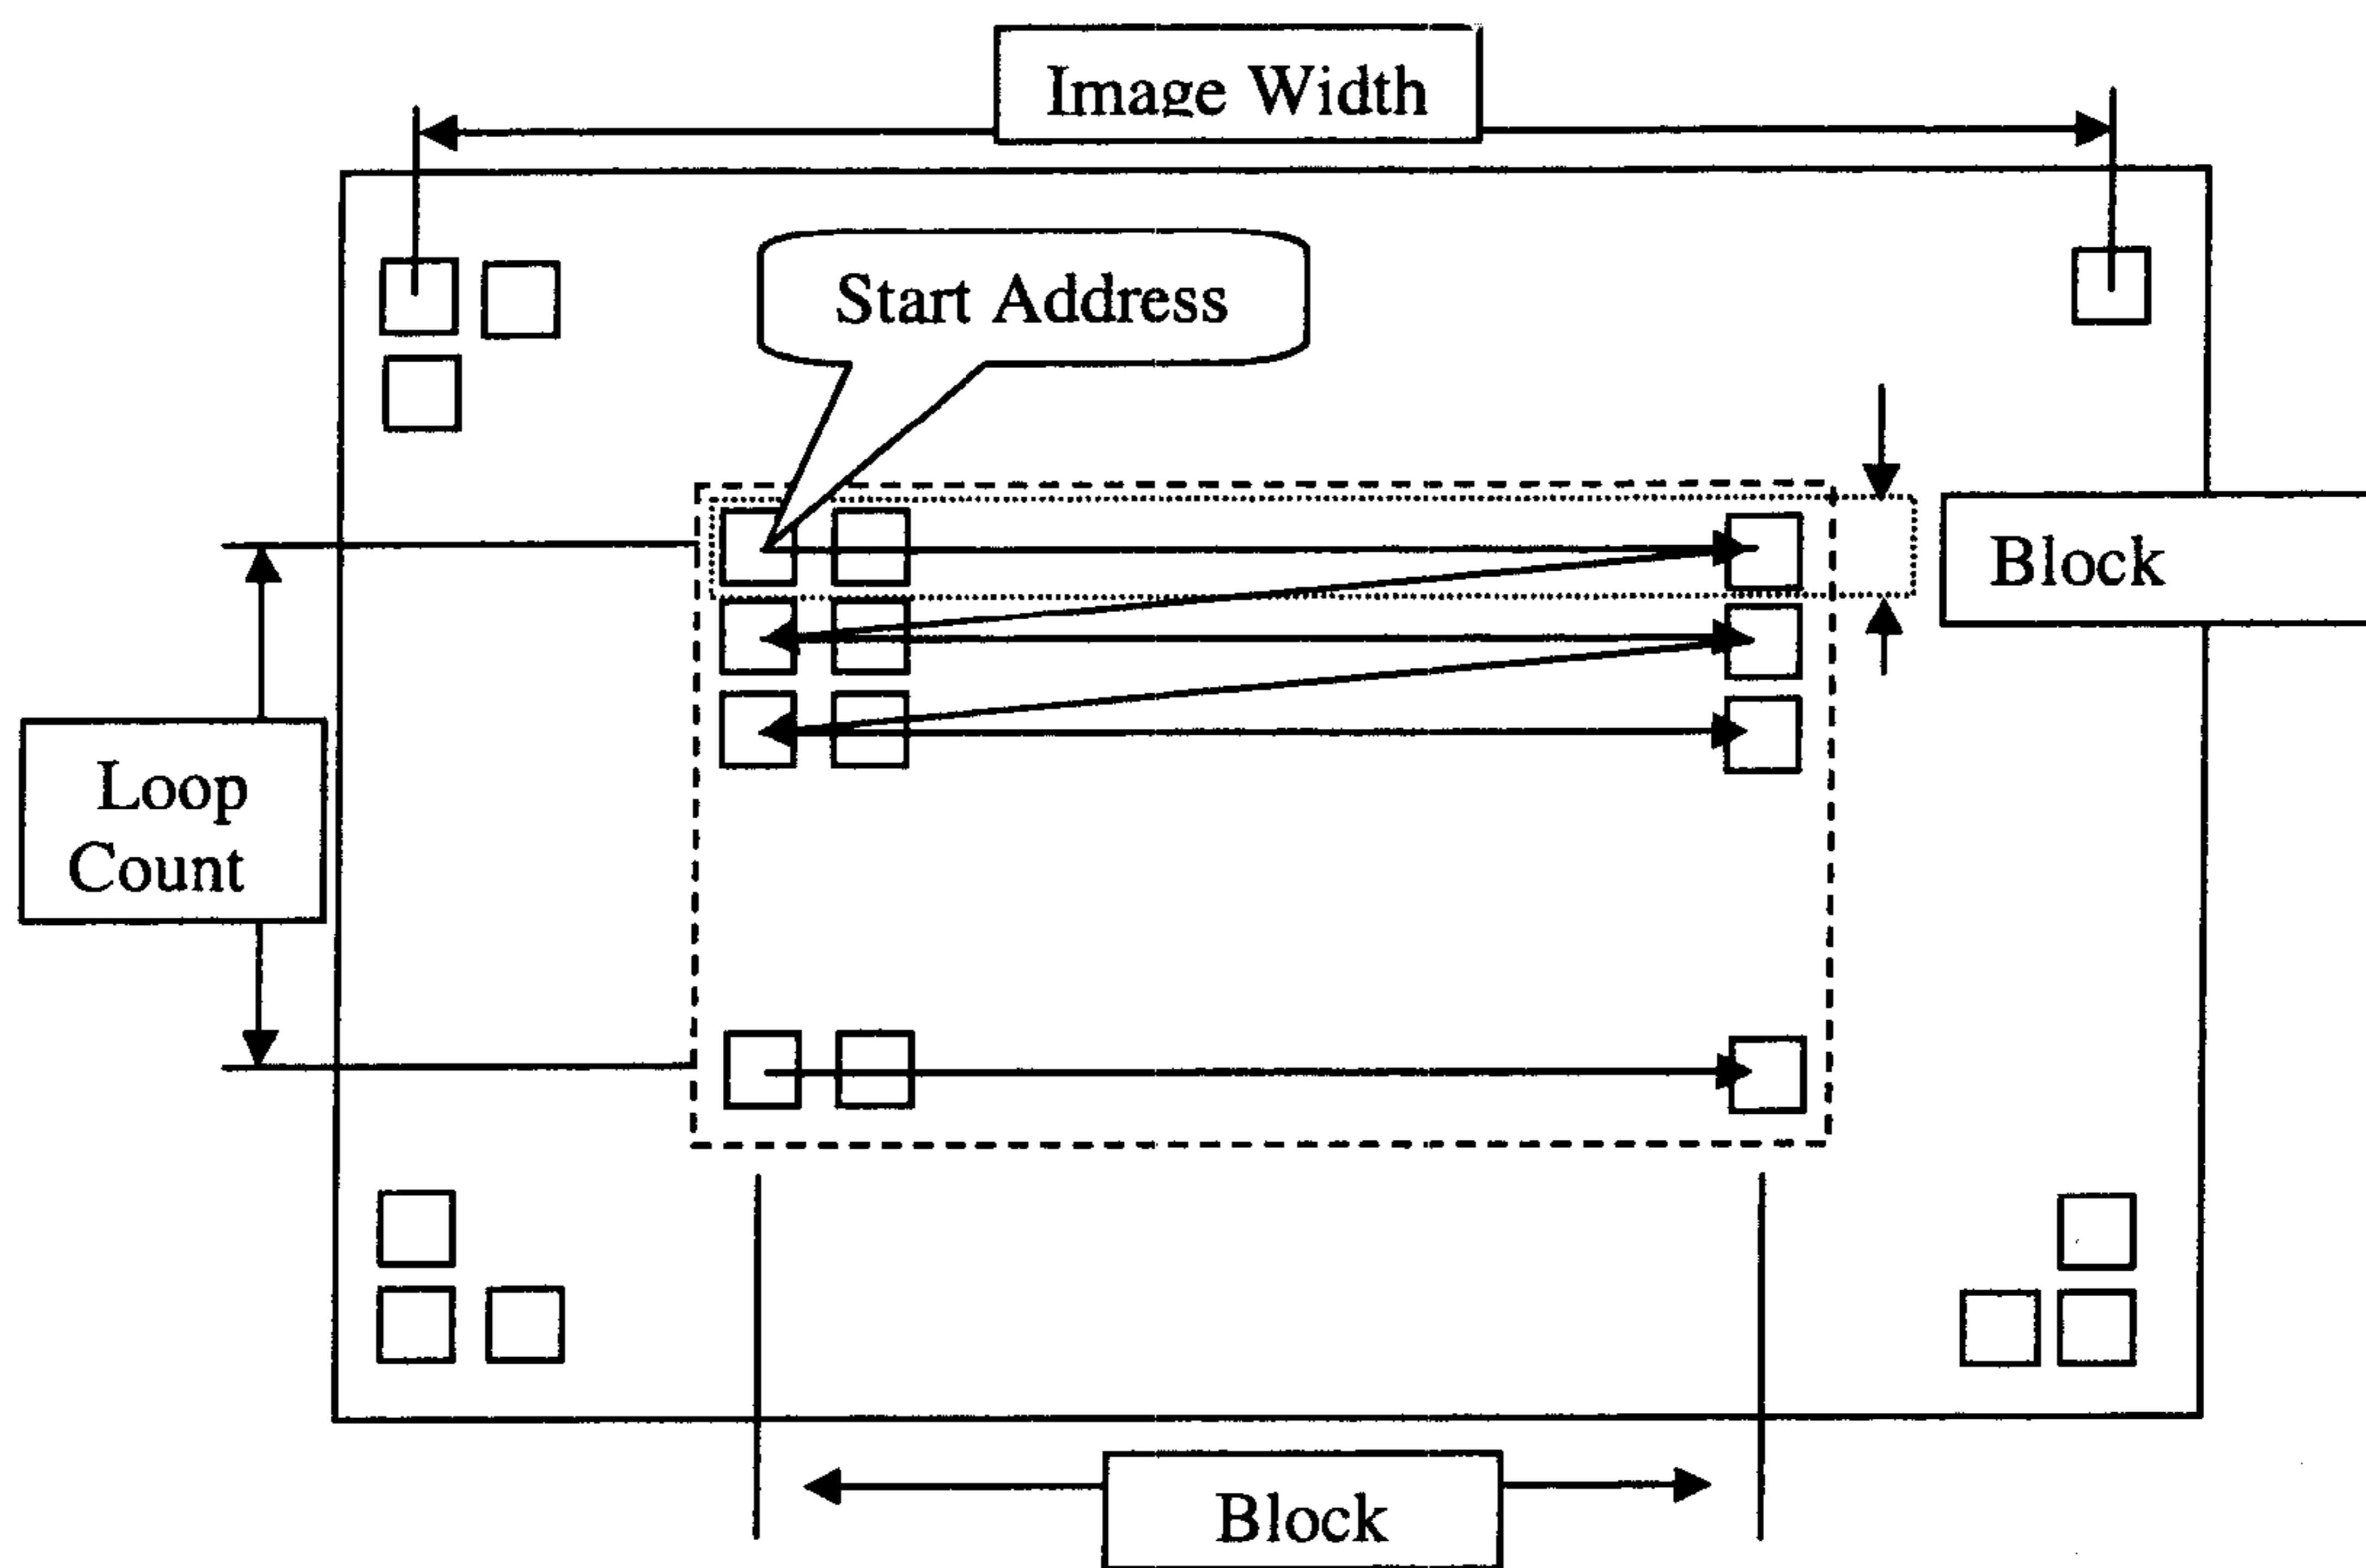 Image Width
Start Address
Block
Loop
Count
Block